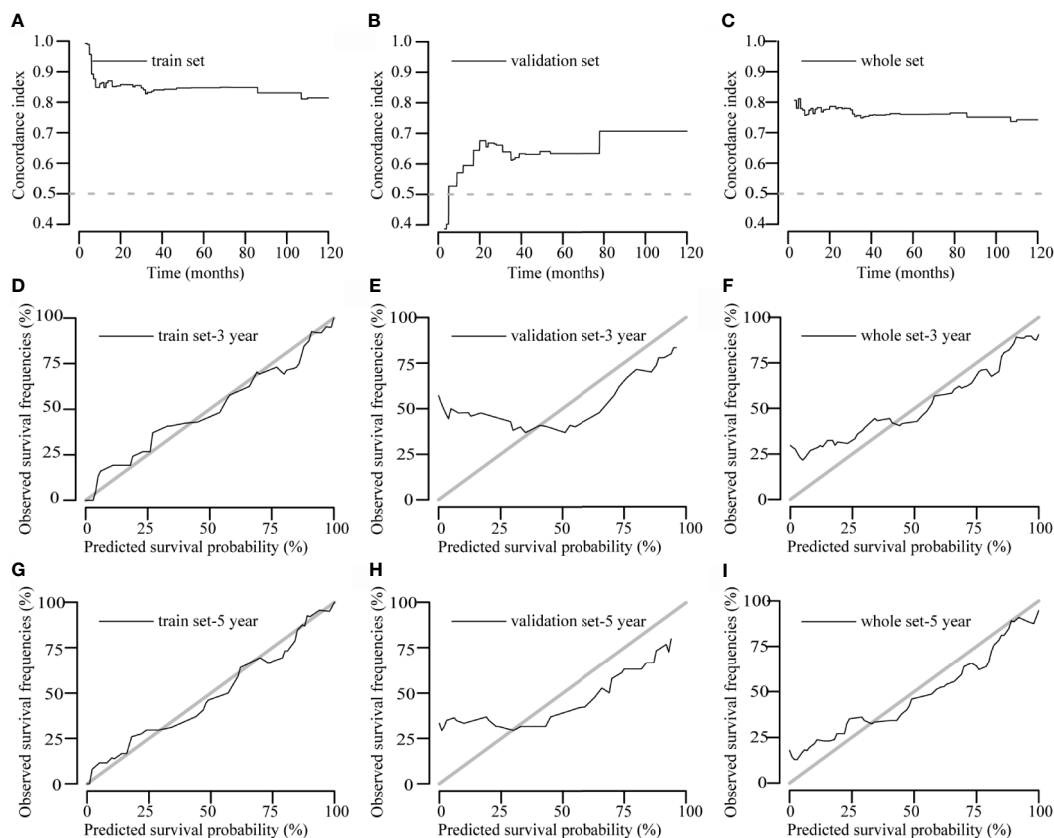 A
Concordance index
1.0
0.9
0.8
0.7
0.6
0.5
0.4
train set
0 20 40 60 80 100 120
Time (months)
B
Concordance index
1.0
0.9
0.8
0.7
0.6
0.5
0.4
validation set
0 20 40 60 80 100 120
Time (months)
C
Concordance index
1.0
0.9
0.8
0.7
0.6
0.5
0.4
whole set
0 20 40 60 80 100 120
Time (months)
D
Observed survival frequencies (%)
100
75
50
25
0
train set-3 year
0 25 50 75 100
Predicted survival probability (%)
E
Observed survival frequencies (%)
100
75
50
25
0
validation set-3 year
0 25 50 75 100
Predicted survival probability (%)
F
Observed survival frequencies (%)
100
75
50
25
0
whole set-3 year
0 25 50 75 100
Predicted survival probability (%)
G
Observed survival frequencies (%)
100
75
50
25
0
train set-5 year
0 25 50 75 100
Predicted survival probability (%)
H
Observed survival frequencies (%)
100
75
50
25
0
validation set-5 year
0 25 50 75 100
Predicted survival probability (%)
I
Observed survival frequencies (%)
100
75
50
25
0
whole set-5 year
0 25 50 75 100
Predicted survival probability (%)